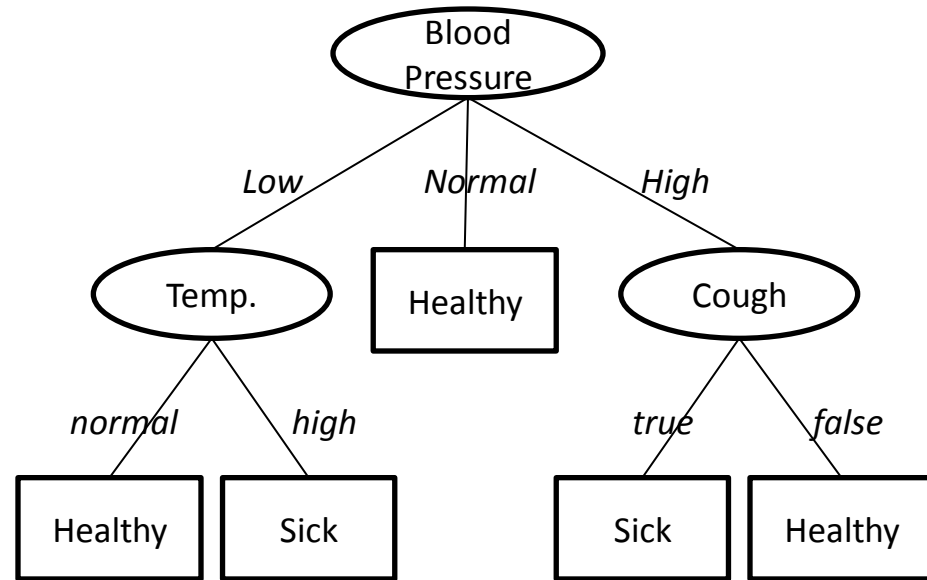 Blood
Pressure
Low
Normal
High
Temp.
Healthy
Cough
normal
high
true
false
Healthy
Sick
Sick
Healthy